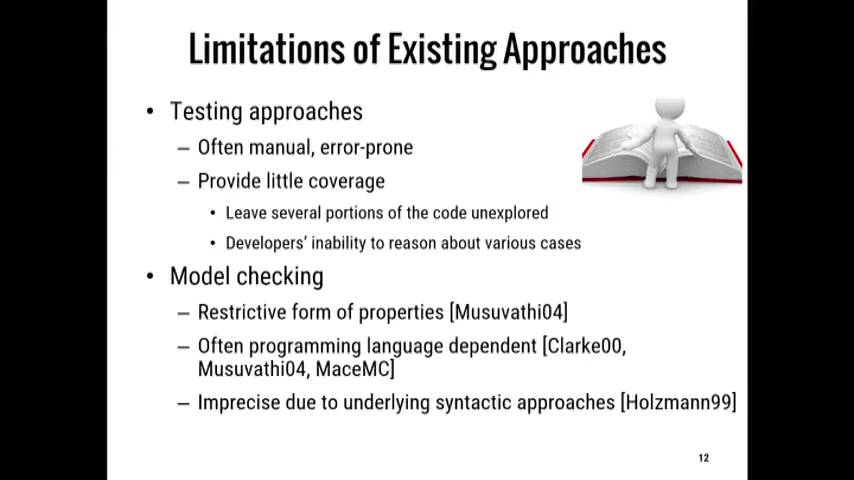 Limitations of Existing Approaches
• Testing approaches
– Often manual, error-prone
– Provide little coverage
• Leave several portions of the code unexplored
• Developers’ inability to reason about various cases
• Model checking
– Restrictive form of properties [Musuvathi04]
– Often programming language dependent [Clarke00,
Musuvathi04, MaceMC]
– Imprecise due to underlying syntactic approaches [Holzmann99]
12